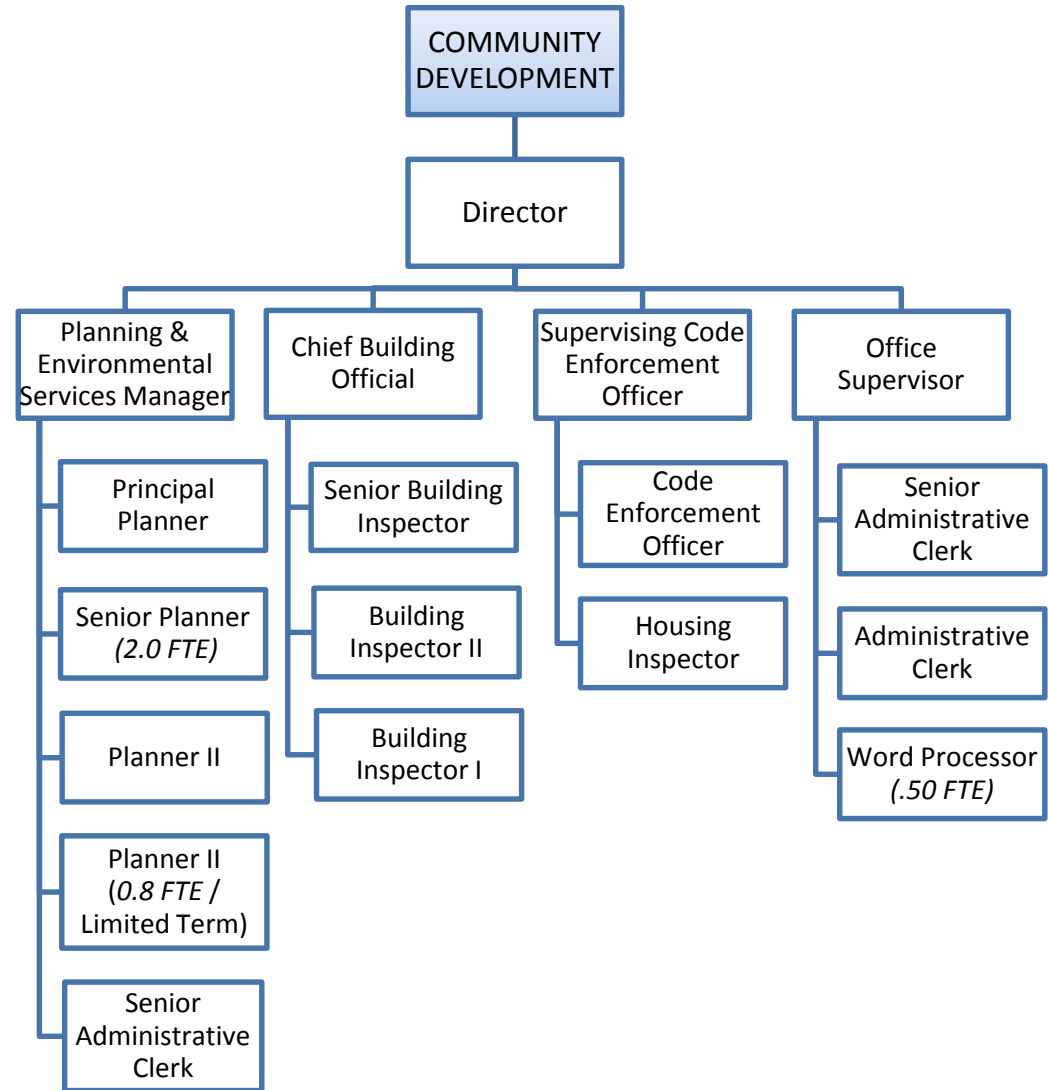 COMMUNITY
DEVELOPMENT
Director
Planning &
Environmental
Services Manager
Principal
Planner
Senior Planner
(2.0 FTE)
Planner II
Planner II
(0.8 FTE /
Limited Term)
Senior
Administrative
Clerk
Chief Building
Official
Senior Building
Inspector
Building
Inspector II
Building
Inspector I
Supervising Code
Enforcement
Officer
Code
Enforcement
Officer
Housing
Inspector
Office
Supervisor
Senior
Administrative
Clerk
Administrative
Clerk
Word Processor
(.50 FTE)